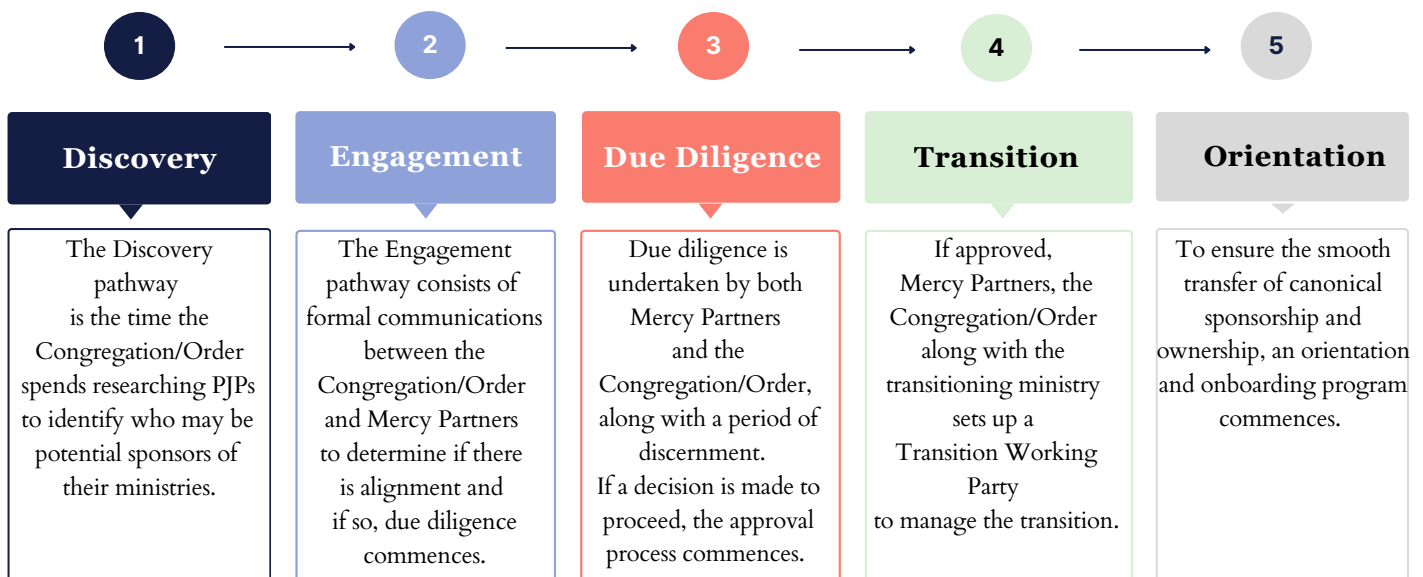 1
2
3
4
5
Discovery
Engagement
Due Diligence
Transition
Orientation
The Discovery
pathway
is the time the
Congregation/Order
spends researching PJPs
to identify who may be
potential sponsors of
their ministries.
The Engagement
pathway consists of
formal communications
between the
Congregation/Order
and Mercy Partners
to determine if there
is alignment and
if so, due diligence
commences.
Due diligence is
undertaken by both
Mercy Partners
and the
Congregation/Order,
along with a period of
discernment.
If a decision is made to
proceed, the approval
process commences.
If approved,
Mercy Partners, the
Congregation/Order
along with the
transitioning ministry
sets up a
Transition Working
Party
to manage the transition.
To ensure the smooth
transfer of canonical
sponsorship and
ownership, an orientation
and onboarding program
commences.